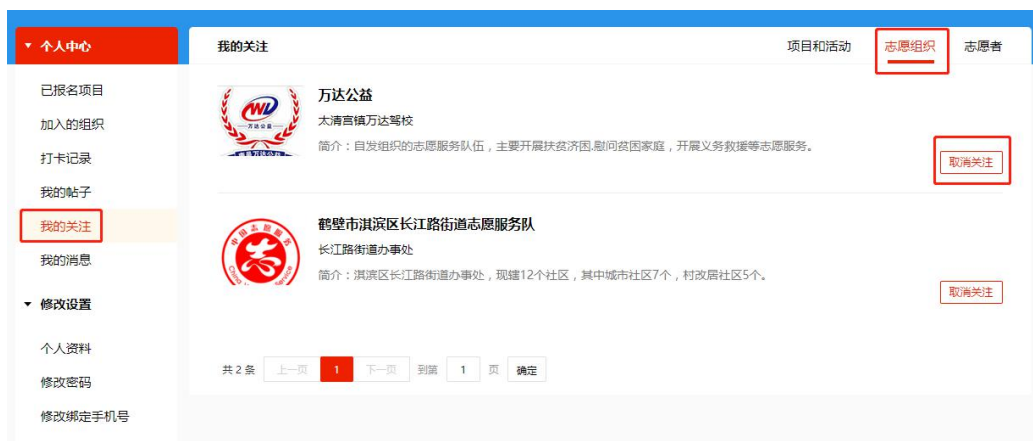 个人中心
已报名项目
加入的组织
打卡记录
我的帖子
我的关注
我的消息
修改设置
个人资料
修改密码
修改绑定手机号
我的关注 项目和活动 志愿组织 志愿者
万达公益
万达公益
太清宫镇万达驾校
简介：自发组织的志愿服务队伍，主要开展扶贫济困.慰问贫困家庭，开展义务救援等志愿服务。
取消关注
鹤壁市淇滨区长江路街道志愿服务队
长江路街道办事处
简介：淇滨区长江路街道办事处，现辖12个社区，其中城市社区7个，村改居社区5个。
取消关注
共 2 条 上一页 1 下一页 到第 1 页 确定